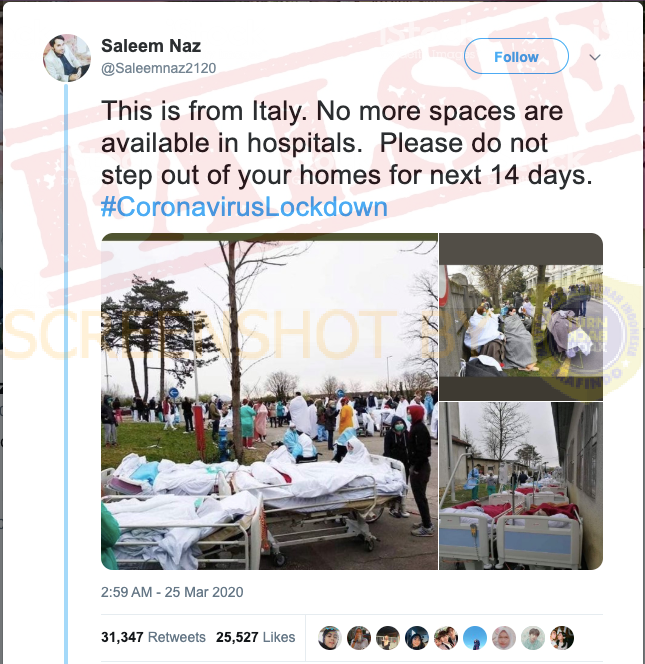 Saleem Naz
@Saleemnaz2120
Follow
This is from Italy. No more spaces are
available in hospitals. Please do not
step out of your homes for next 14 days.
#CoronavirusLockdown
FALSE
SCREENSHOT
2:59 AM - 25 Mar 2020
31,347 Retweets 25,527 Likes